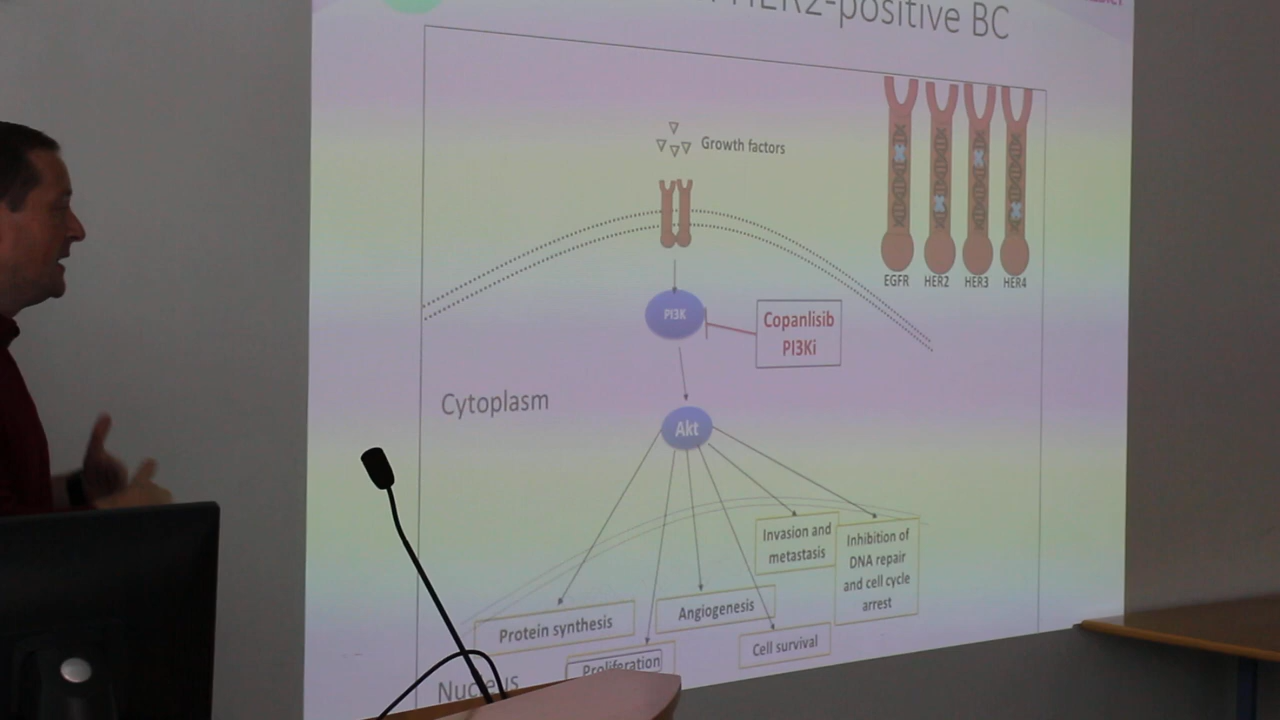 HER2-positive BC
Growth factors
EGFR
HER2
HER3
HER4
PI3K
Copanlisib
PI3Ki
Cytoplasm
Akt
Invasion and
metastasis
Inhibition of
DNA repair
and cell cycle
arrest
Protein synthesis
Angiogenesis
Cell survival
Proliferation
Nucleus